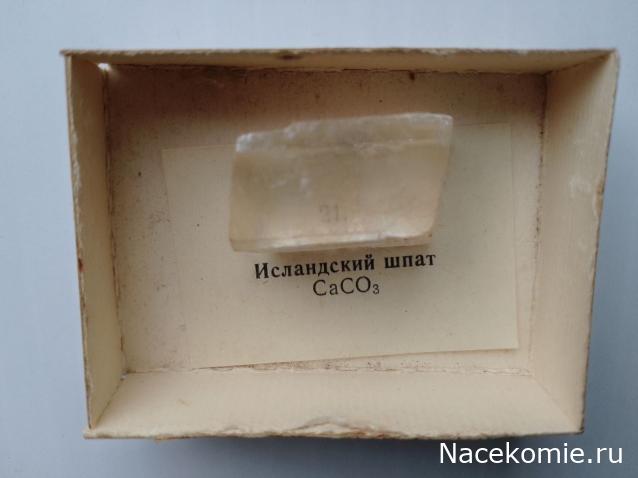 31.
Исландский шпат
CaCO₃
Nacekomie.ru